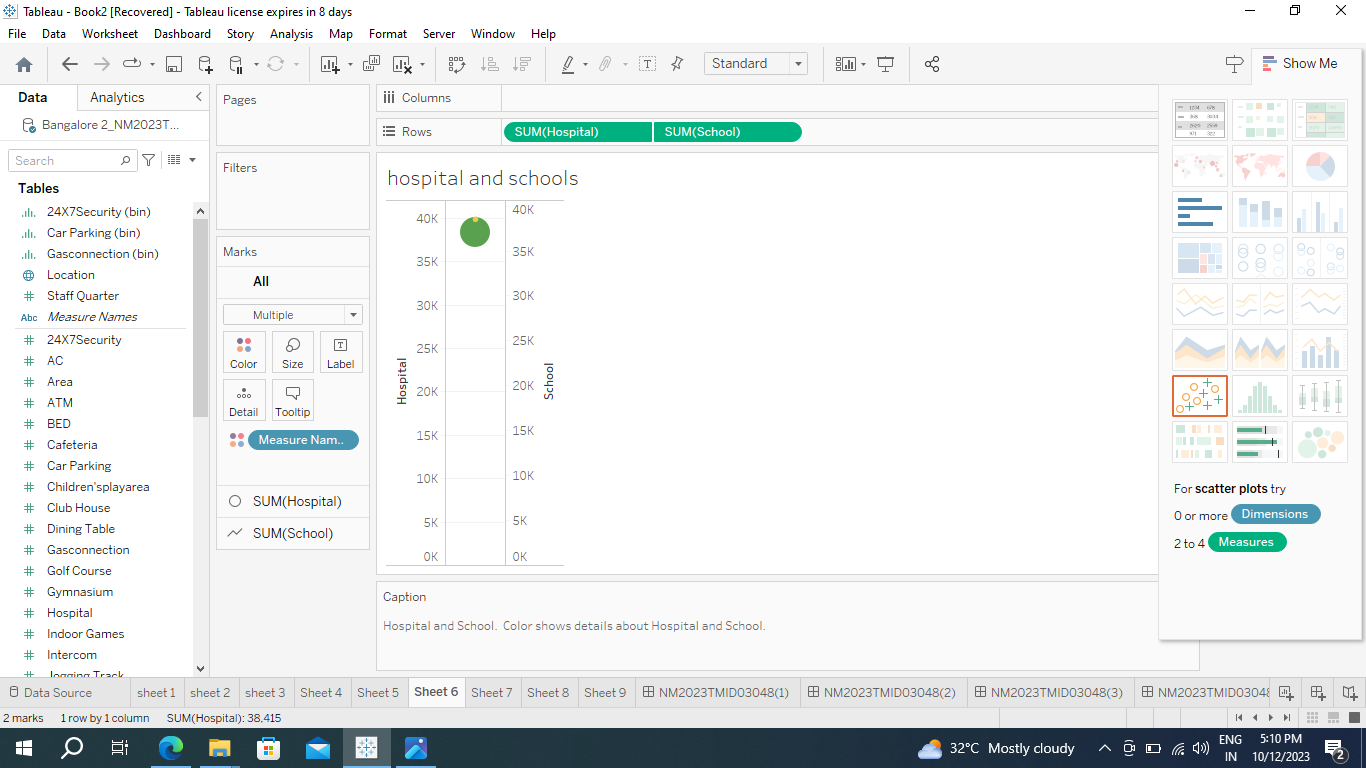 Tableau - Book2 [Recovered] - Tableau license expires in 8 days
File Data Worksheet Dashboard Story Analysis Map Format Server Window Help
Standard
Show Me
Data Analytics
Bangalore 2_NM2023T...
Search
Tables
24X7Security (bin)
Car Parking (bin)
Gasconnection (bin)
Location
Staff Quarter
Abc Measure Names
24X7Security
AC
Area
ATM
BED
Cafeteria
Car Parking
Children'splayarea
Club House
Dining Table
Gasconnection
Golf Course
Gymnasium
Hospital
Indoor Games
Intercom
Jogging Track
Pages
Filters
Marks
All
Multiple
Color Size Label
Detail Tooltip
Measure Nam..
SUM(Hospital)
SUM(School)
Columns
Rows SUM(Hospital) SUM(School)
hospital and schools
Hospital
40K
35K
30K
25K
20K
15K
10K
5K
0K
School
40K
35K
30K
25K
20K
15K
10K
5K
0K
Caption
Hospital and School. Color shows details about Hospital and School.
For scatter plots try
0 or more Dimensions
2 to 4 Measures
Data Source sheet 1 sheet 2 sheet 3 Sheet 4 Sheet 5 Sheet 6 Sheet 7 Sheet 8 Sheet 9 NM2023TMID03048(1) NM2023TMID03048(2) NM2023TMID03048(3) NM2023TMID03048
2 marks 1 row by 1 column SUM(Hospital): 38,415
32°C Mostly cloudy
ENG
IN
5:10 PM
10/12/2023
2